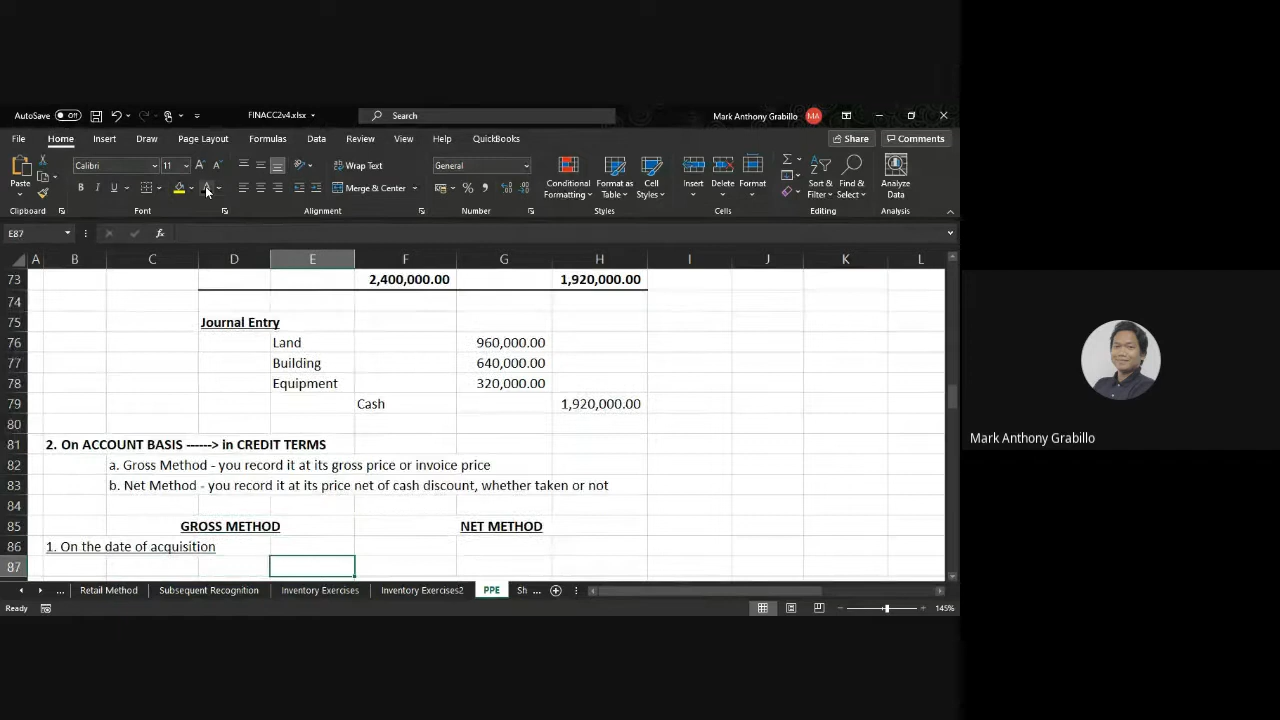 AutoSave Off FINACC2v4.xlsx Search Mark Anthony Grabillo MA
File Home Insert Draw Page Layout Formulas Data Review View Help QuickBooks Share Comments
Calibri 11 A A Wrap Text General
Paste B I U A Merge & Center % Conditional Formatting Format as Table Cell Styles Insert Delete Format Sort & Filter Find & Select Analyze Data
Clipboard Font Alignment Number Styles Cells Editing Analysis
E87 fx
A B C D E F G H I J K L
73 2,400,000.00 1,920,000.00
74
75 Journal Entry
76 Land 960,000.00
77 Building 640,000.00
78 Equipment 320,000.00
79 Cash 1,920,000.00
80
81 2. On ACCOUNT BASIS ------> in CREDIT TERMS
82 a. Gross Method - you record it at its gross price or invoice price
83 b. Net Method - you record it at its price net of cash discount, whether taken or not
84
85 GROSS METHOD NET METHOD
86 1. On the date of acquisition
87
... Retail Method Subsequent Recognition Inventory Exercises Inventory Exercises2 PPE Sh ...
Ready 145%
Mark Anthony Grabillo